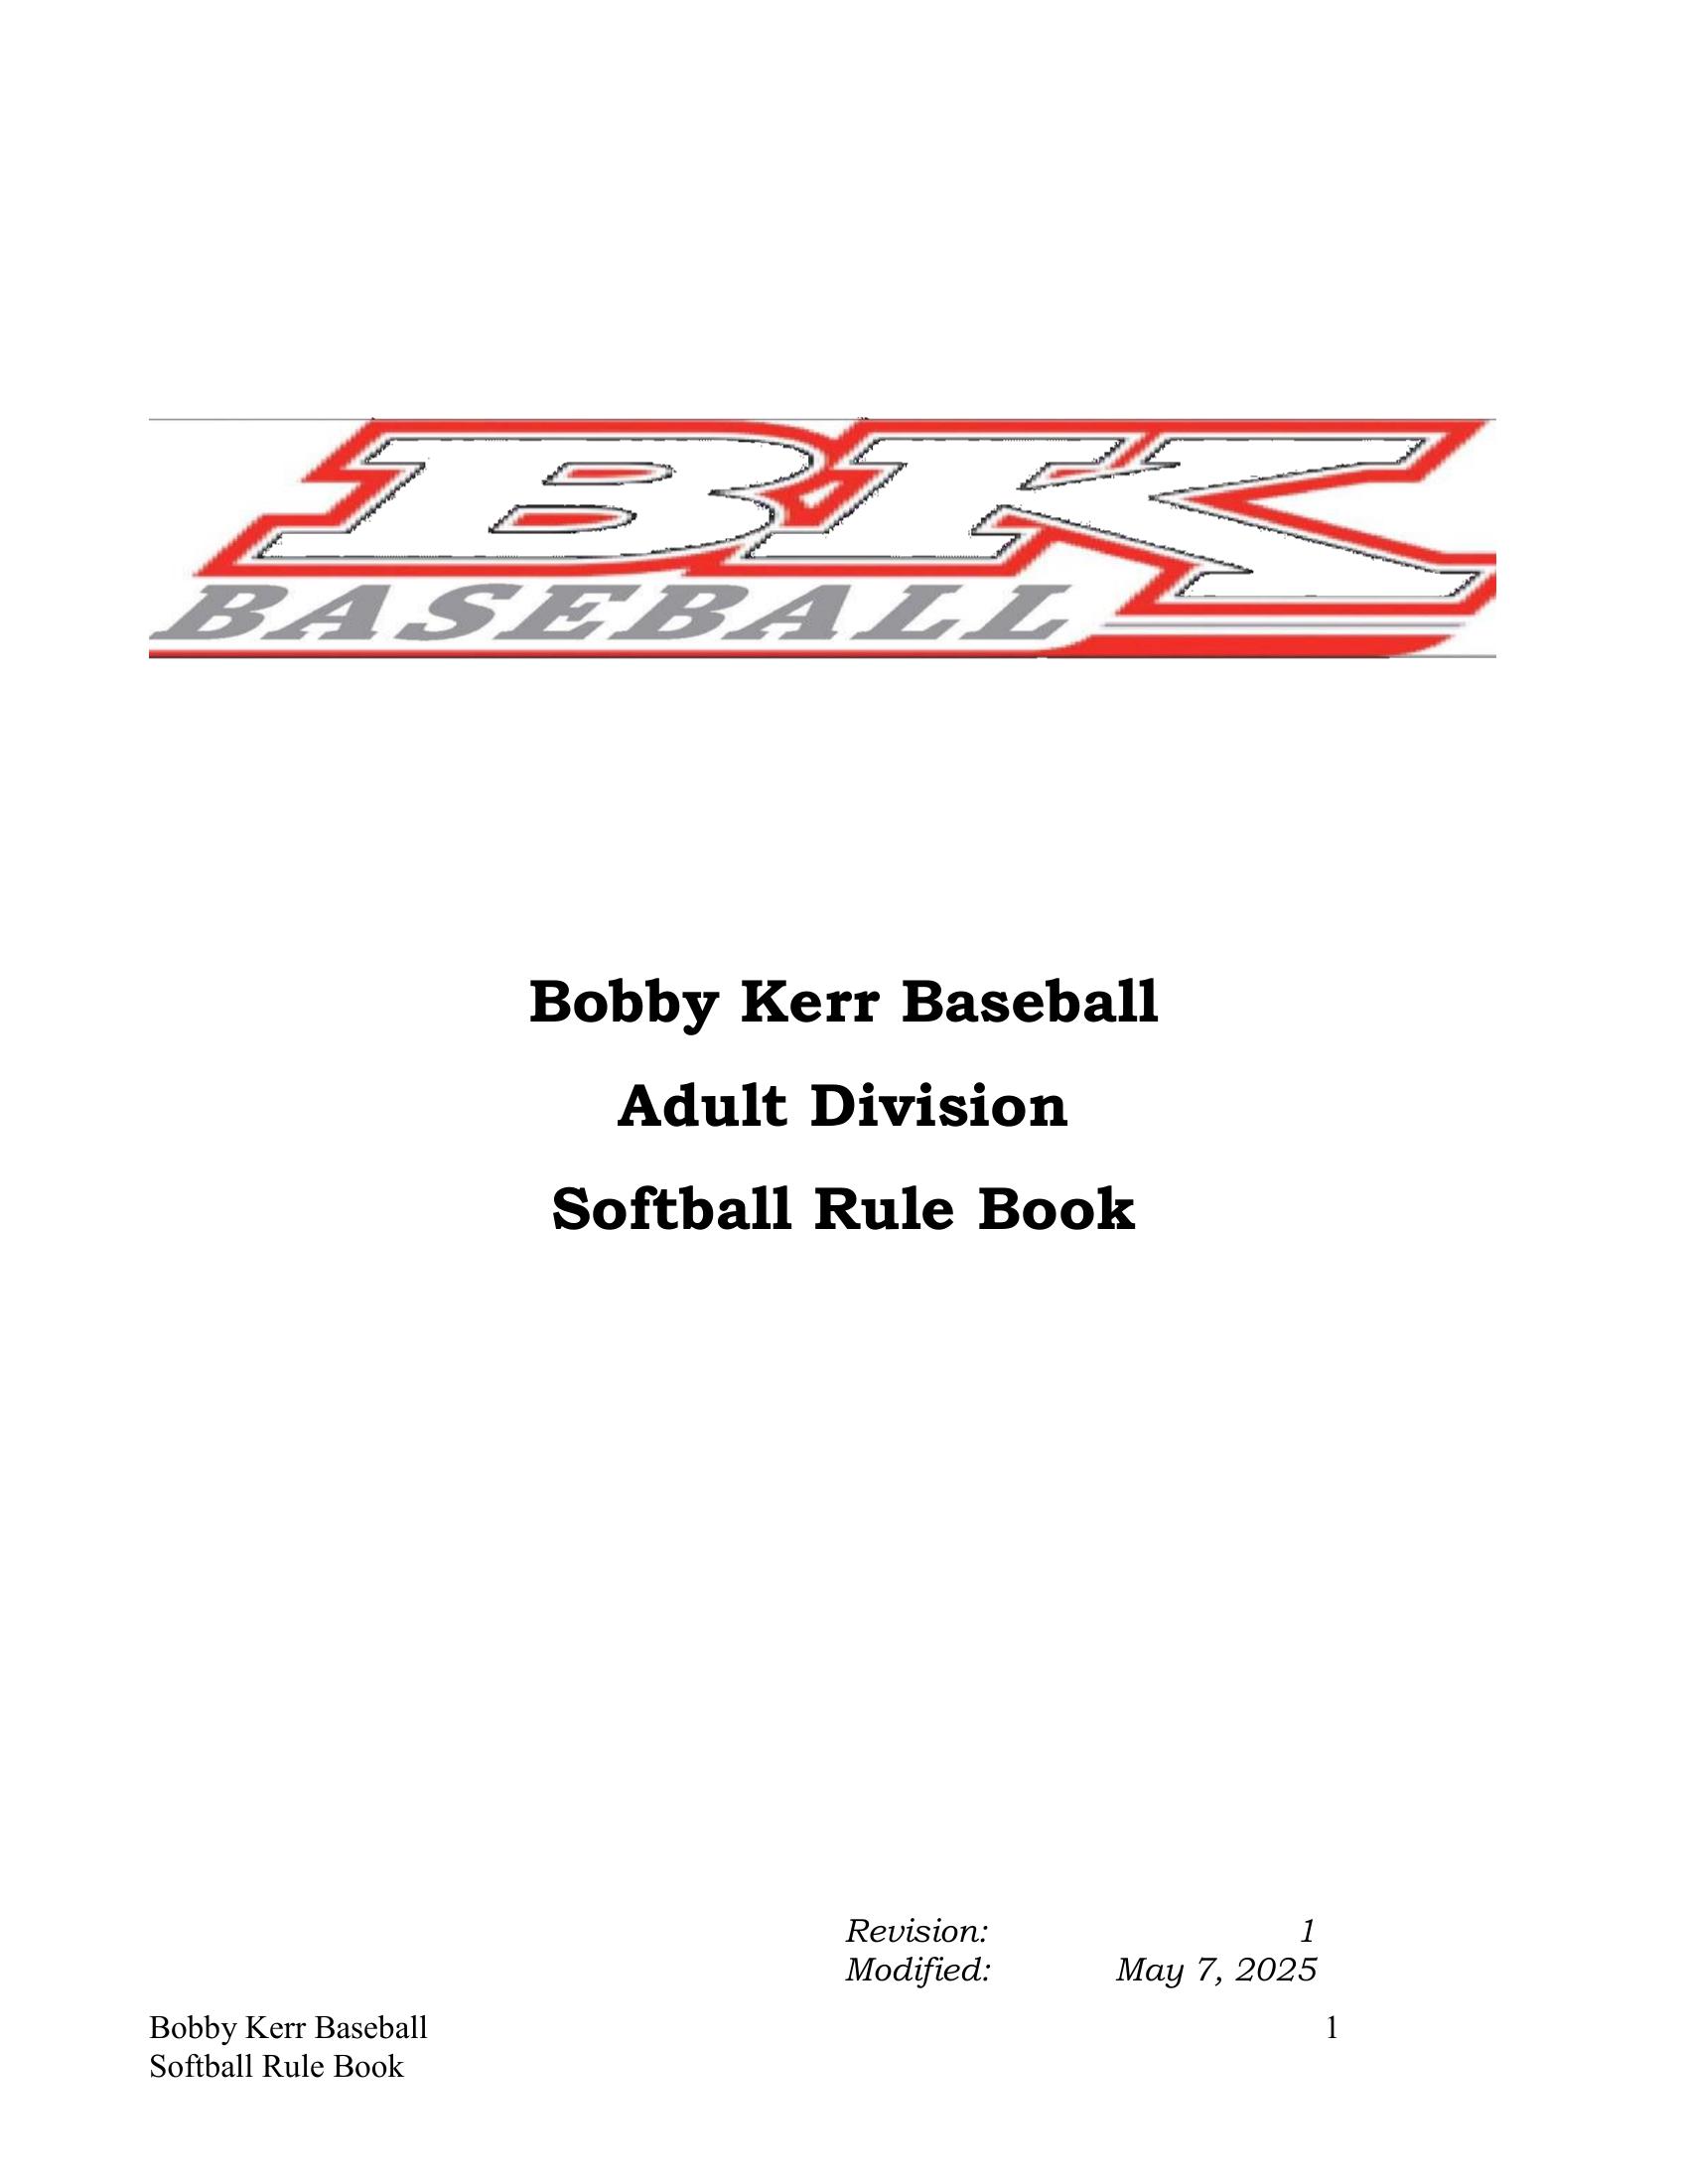 BK
BASEBALL
Bobby Kerr Baseball
Adult Division
Softball Rule Book
Revision: 1
Modified: May 7, 2025
Bobby Kerr Baseball 1
Softball Rule Book